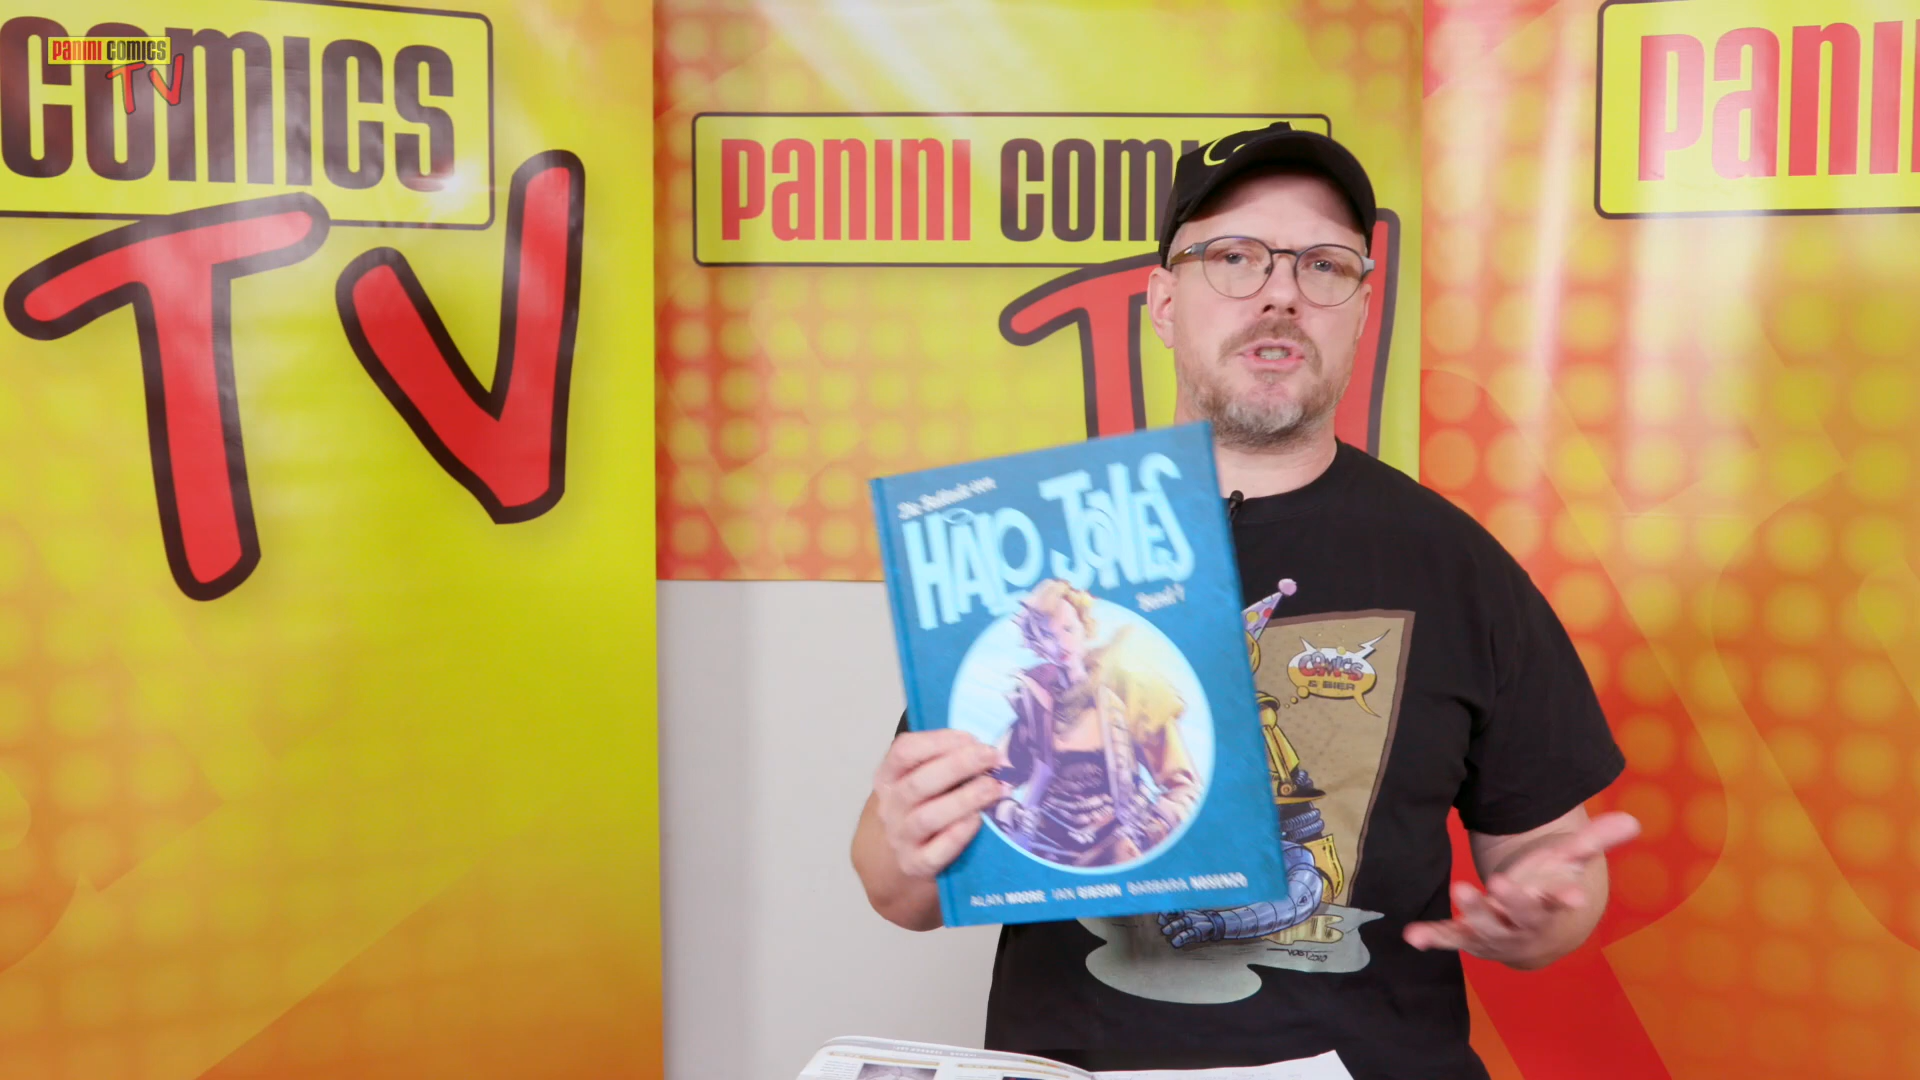 PANINI COMICS
TV
COMICS
TV
PANINI COMI
T
PANI
Die Ballade von
HALO JONES
Band 1
ALAN MOORE IAN GIBSON BARBARA NOSENZO
COMICS
& BIER